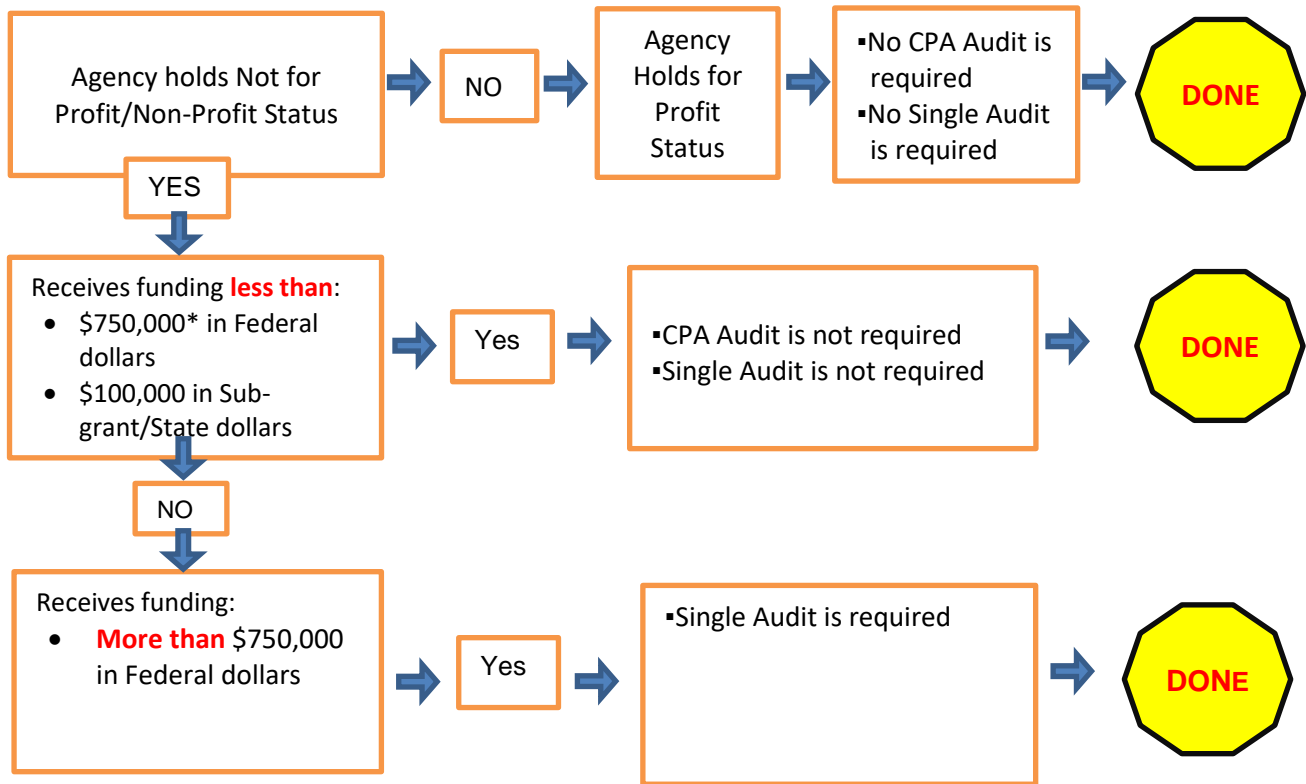 Agency holds Not for
Profit/Non-Profit Status
NO
Agency
Holds for
Profit
Status
▪No CPA Audit is
required
▪No Single Audit
is required
DONE
YES
Receives funding less than:
• $750,000* in Federal
dollars
• $100,000 in Sub-
grant/State dollars
Yes
▪CPA Audit is not required
▪Single Audit is not required
DONE
NO
Receives funding:
• More than $750,000
in Federal dollars
Yes
▪Single Audit is required
DONE